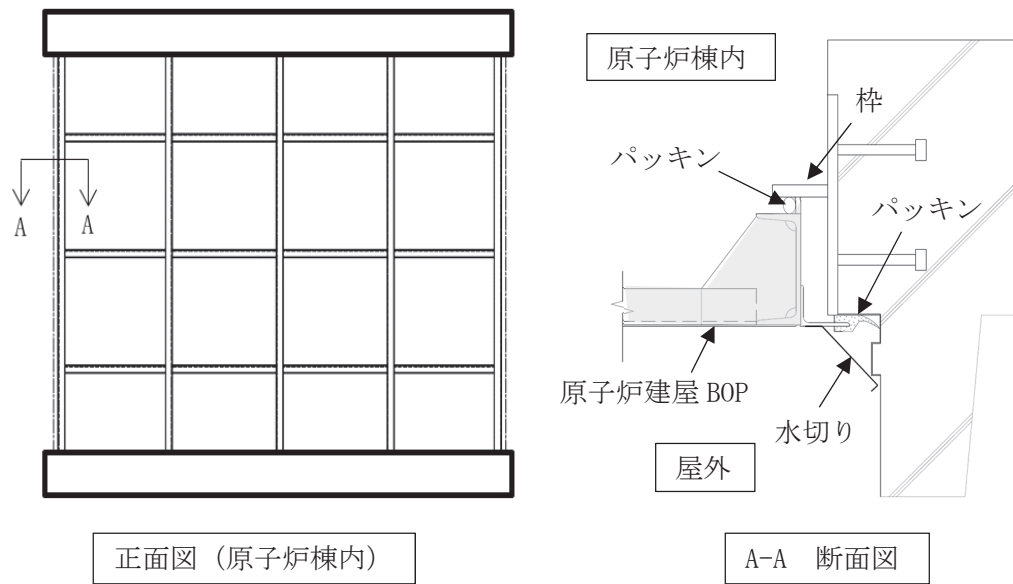 A
A
正面図（原子炉棟内）
原子炉棟内
枠
パッキン
パッキン
原子炉建屋 BOP
水切り
屋外
A-A 断面図